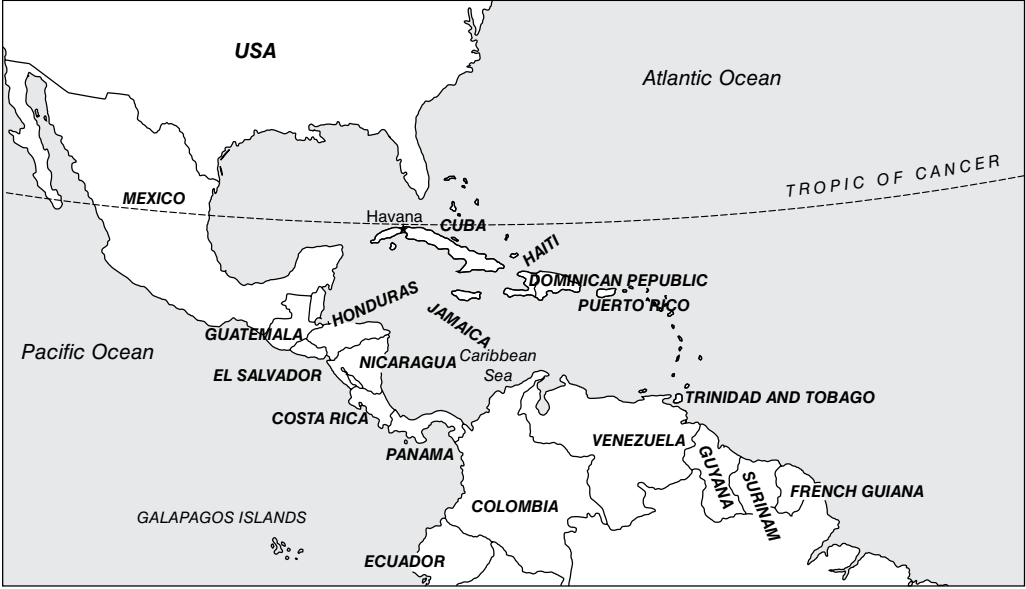 USA
Atlantic Ocean
TROPIC OF CANCER
MEXICO
Havana
CUBA
HAITI
DOMINICAN PEPUBLIC
PUERTO RICO
HONDURAS
JAMAICA
GUATEMALA
Pacific Ocean
NICARAGUA
Caribbean
Sea
EL SALVADOR
TRINIDAD AND TOBAGO
COSTA RICA
VENEZUELA
PANAMA
GUYANA
SURINAM
FRENCH GUIANA
COLOMBIA
GALAPAGOS ISLANDS
ECUADOR